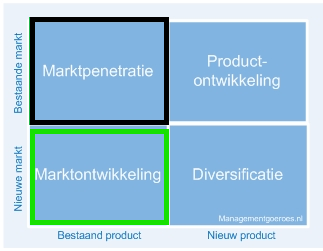 Bestaande markt
Marktpenetratie
Product-
ontwikkeling
Nieuwe markt
Marktontwikkeling
Diversificatie
Managementgoeroes.nl
Bestaand product
Nieuw product